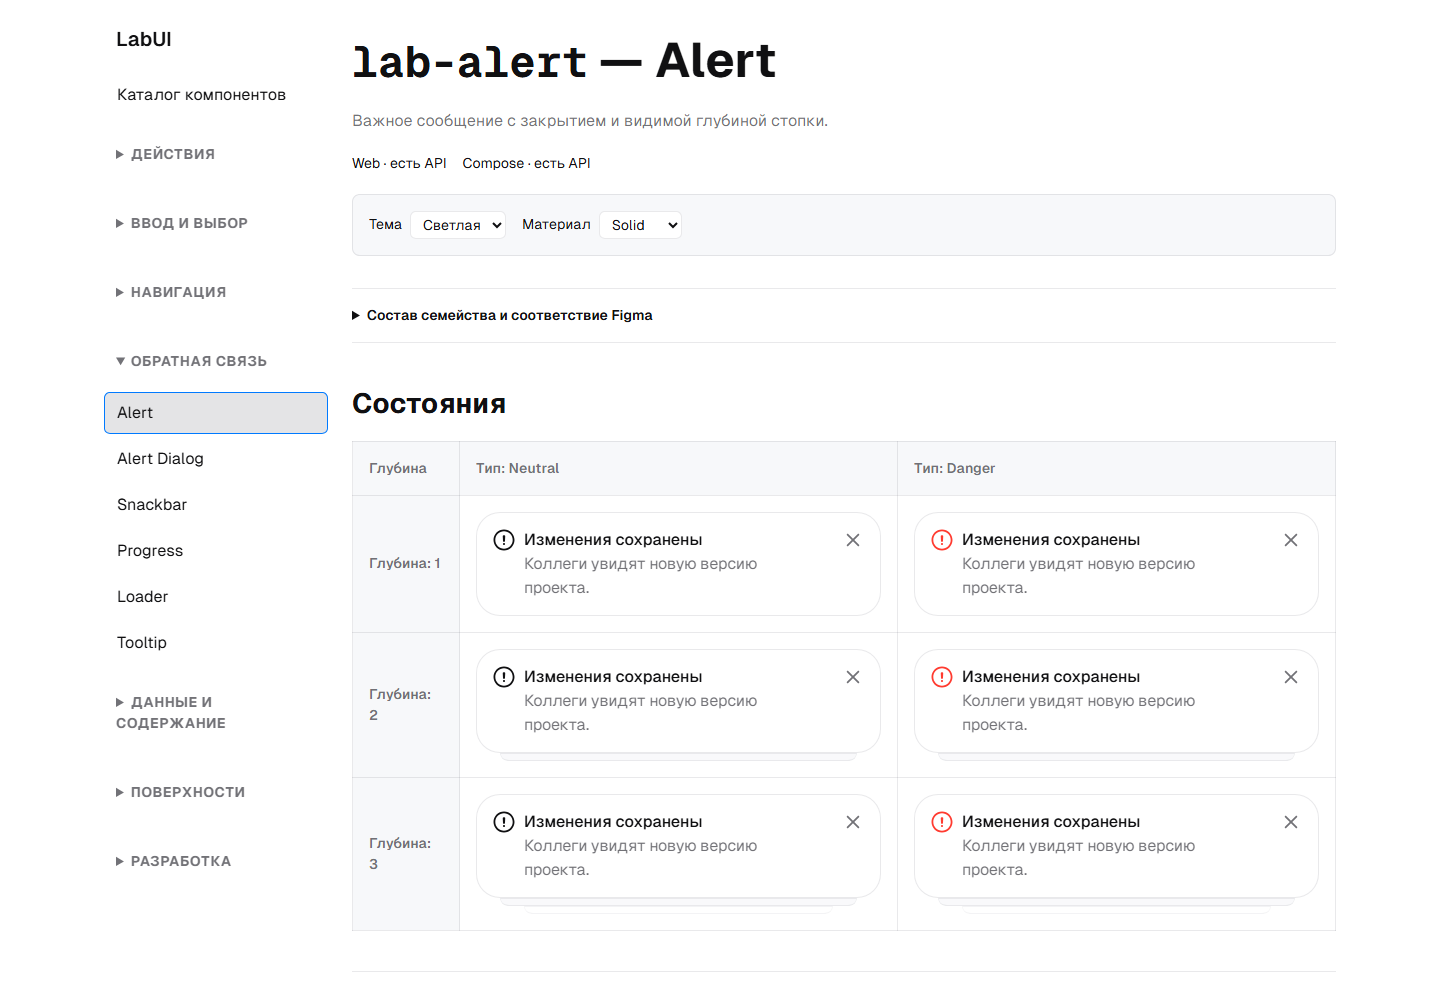 LabUI
Каталог компонентов
ДЕЙСТВИЯ
ВВОД И ВЫБОР
НАВИГАЦИЯ
ОБРАТНАЯ СВЯЗЬ
Alert
Alert Dialog
Snackbar
Progress
Loader
Tooltip
ДАННЫЕ И
СОДЕРЖАНИЕ
ПОВЕРХНОСТИ
РАЗРАБОТКА
lab-alert — Alert
Важное сообщение с закрытием и видимой глубиной стопки.
Web · есть API Compose · есть API
Тема Светлая Материал Solid
Состав семейства и соответствие Figma
Состояния
Глубина Тип: Neutral Тип: Danger
Глубина: 1
Изменения сохранены
Коллеги увидят новую версию
проекта.
Изменения сохранены
Коллеги увидят новую версию
проекта.
Глубина:
2
Изменения сохранены
Коллеги увидят новую версию
проекта.
Изменения сохранены
Коллеги увидят новую версию
проекта.
Глубина:
3
Изменения сохранены
Коллеги увидят новую версию
проекта.
Изменения сохранены
Коллеги увидят новую версию
проекта.